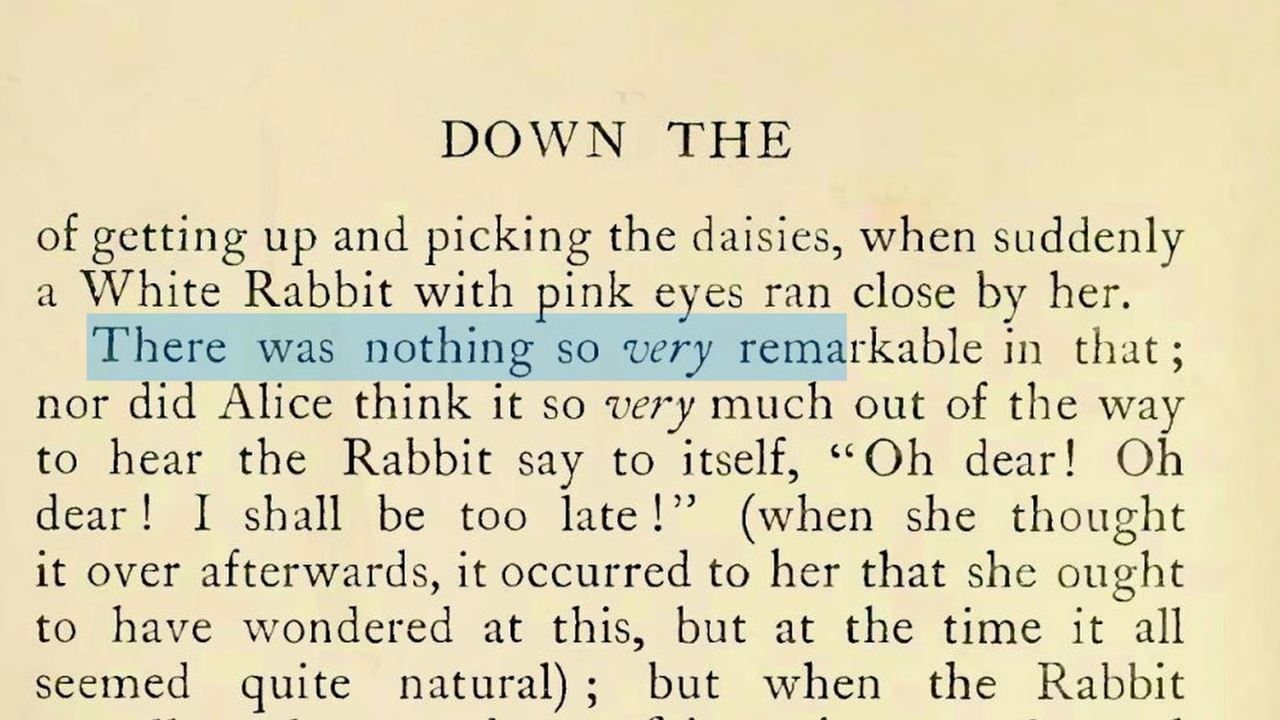 DOWN THE
of getting up and picking the daisies, when suddenly
a White Rabbit with pink eyes ran close by her.
There was nothing so very remarkable in that ;
nor did Alice think it so very much out of the way
to hear the Rabbit say to itself, “Oh dear! Oh
dear ! I shall be too late !” (when she thought
it over afterwards, it occurred to her that she ought
to have wondered at this, but at the time it all
seemed quite natural) ; but when the Rabbit